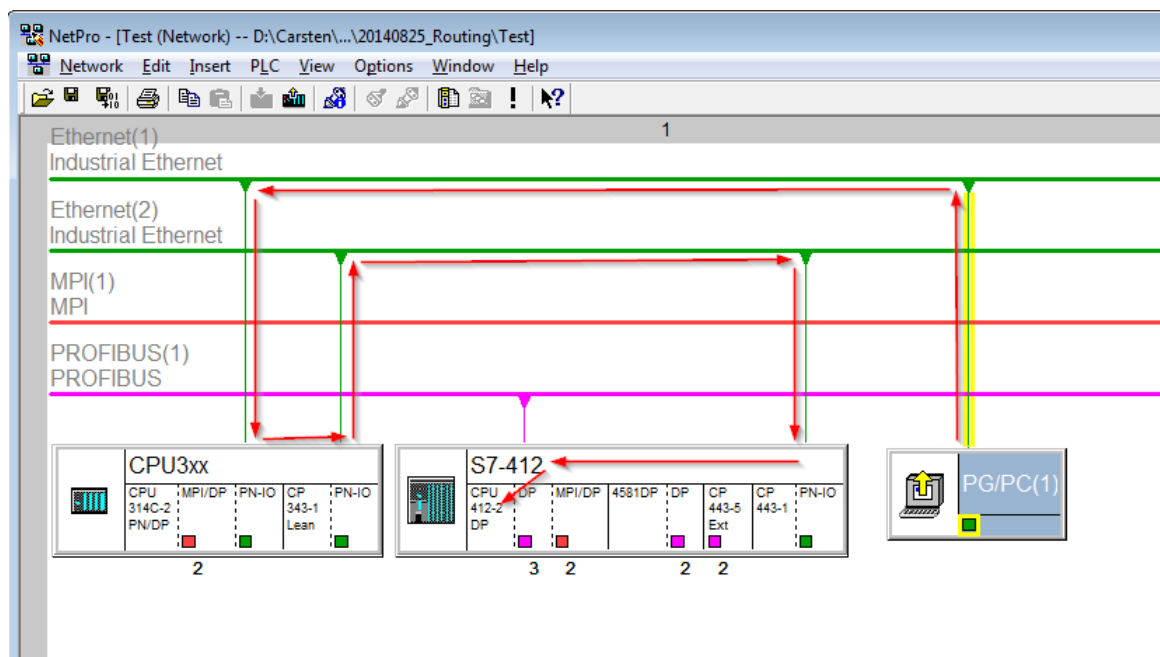 NetPro - [Test (Network) -- D:\Carsten\...\20140825_Routing\Test]
Network Edit Insert PLC View Options Window Help
1
Ethernet(1)
Industrial Ethernet
Ethernet(2)
Industrial Ethernet
MPI(1)
MPI
PROFIBUS(1)
PROFIBUS
CPU3xx
CPU
314C-2
PN/DP
MPI/DP
PN-IO
CP
343-1
Lean
PN-IO
2
S7-412
CPU
412-2
DP
DP
MPI/DP
4581DP
DP
CP
443-5
Ext
CP
443-1
PN-IO
3 2 2 2
PG/PC(1)